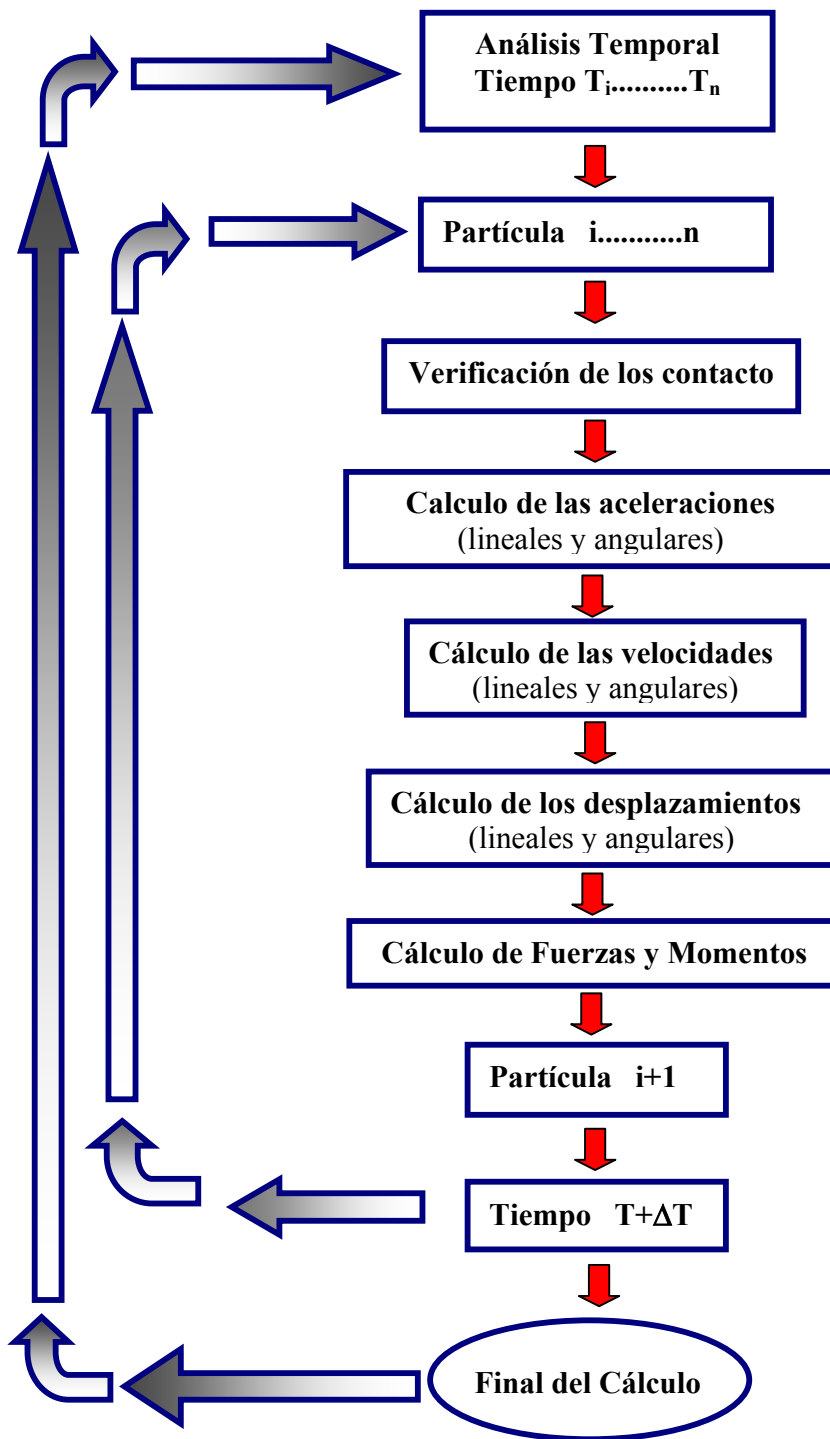 Análisis Temporal
Tiempo Ti..........Tn
Partícula i...........n
Verificación de los contacto
Calculo de las aceleraciones
(lineales y angulares)
Cálculo de las velocidades
(lineales y angulares)
Cálculo de los desplazamientos
(lineales y angulares)
Cálculo de Fuerzas y Momentos
Partícula i+1
Tiempo T+ΔT
Final del Cálculo